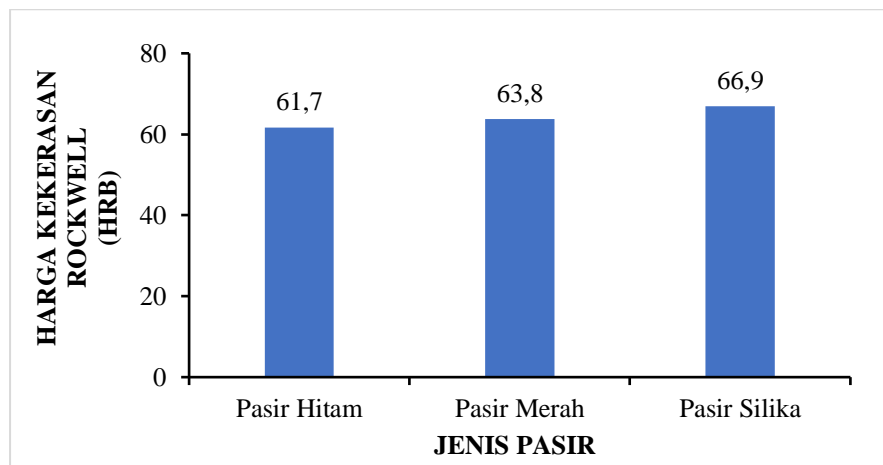 HARGA KEKERASAN
ROCKWELL
(HRB)
80
60
40
20
0
61,7
63,8
66,9
Pasir Hitam
Pasir Merah
Pasir Silika
JENIS PASIR